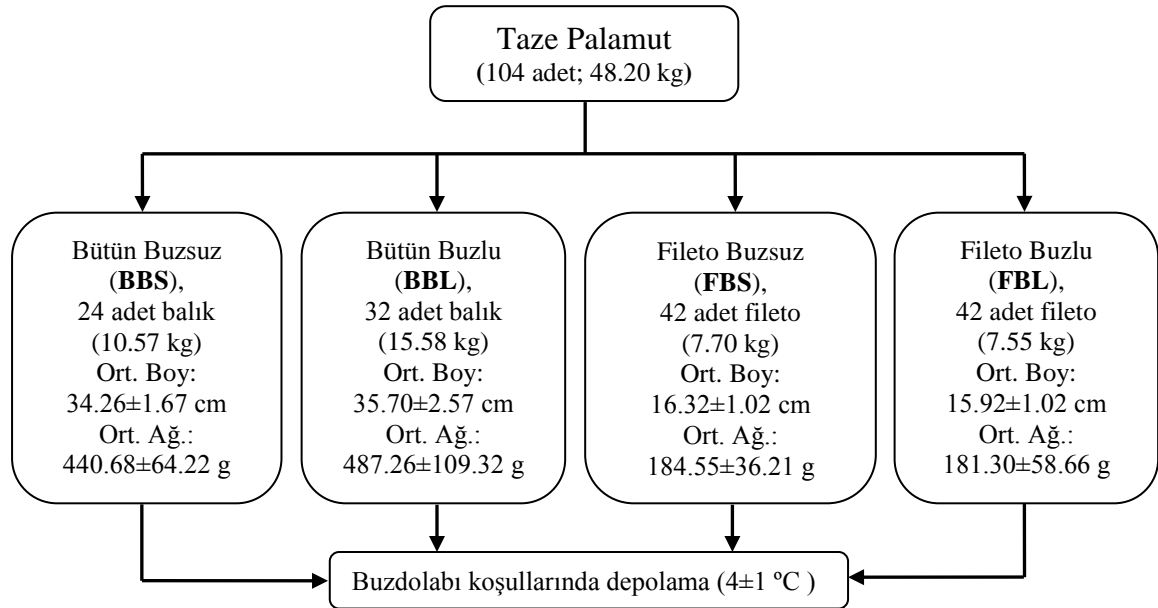 Taze Palamut
(104 adet; 48.20 kg)
Bütün Buzsuz
(BBS),
24 adet balık
(10.57 kg)
Ort. Boy:
34.26±1.67 cm
Ort. Ağ.:
440.68±64.22 g
Bütün Buzlu
(BBL),
32 adet balık
(15.58 kg)
Ort. Boy:
35.70±2.57 cm
Ort. Ağ.:
487.26±109.32 g
Fileto Buzsuz
(FBS),
42 adet fileto
(7.70 kg)
Ort. Boy:
16.32±1.02 cm
Ort. Ağ.:
184.55±36.21 g
Fileto Buzlu
(FBL),
42 adet fileto
(7.55 kg)
Ort. Boy:
15.92±1.02 cm
Ort. Ağ.:
181.30±58.66 g
Buzdolabı koşullarında depolama (4±1 ºC )